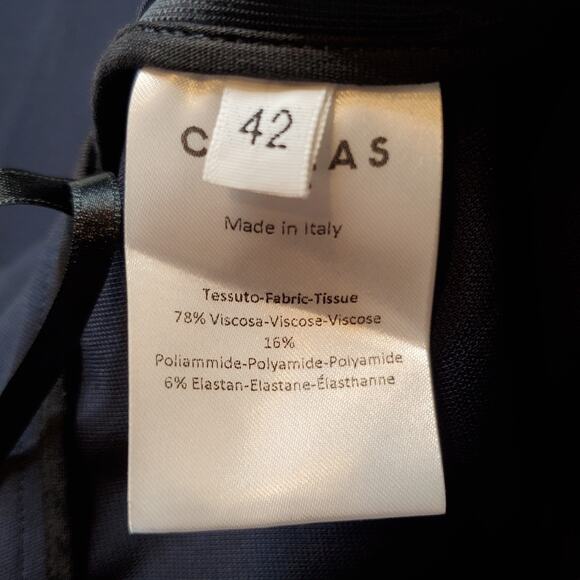 42
Made in Italy
Tessuto-Fabric-Tissue
78% Viscosa-Viscose-Viscose
16%
Poliammide-Polyamide-Polyamide
6% Elastan-Elastane-Élasthanne